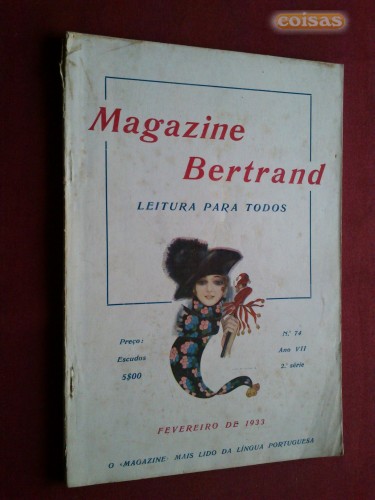 coisas
Magazine
Bertrand
LEITURA PARA TODOS
Preço:
Escudos
5$00
N.º 74
Ano VII
2.ª série
FEVEREIRO DE 1933
O «MAGAZINE» MAIS LIDO DA LÍNGUA PORTUGUESA